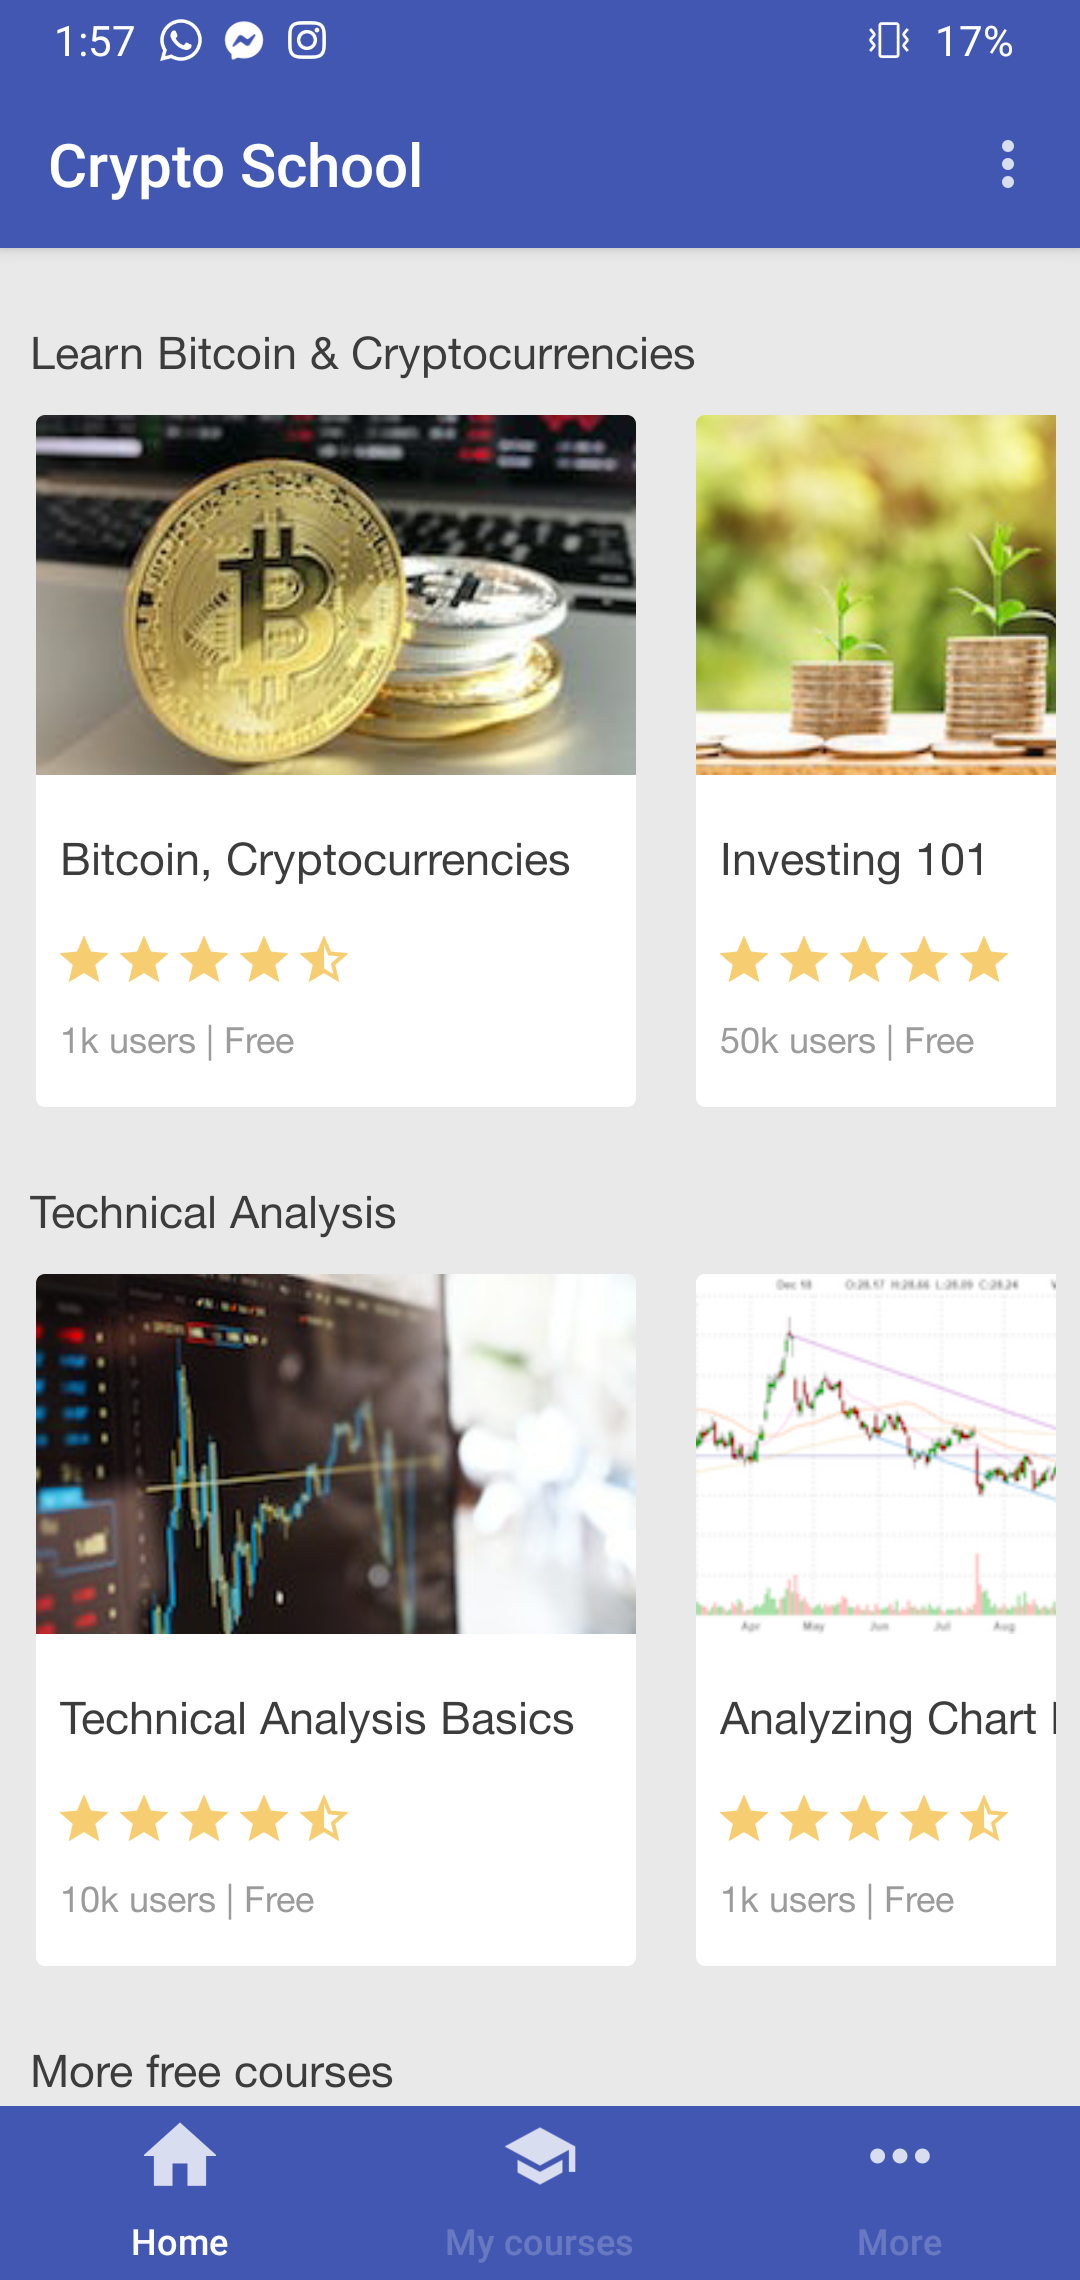 1:57 17%
Crypto School
Learn Bitcoin & Cryptocurrencies
Bitcoin, Cryptocurrencies
1k users | Free
Investing 101
50k users | Free
Technical Analysis
Dec 18 O:28.17 H:28.66 L:28.09 C:28.24
Apr May Jun Jul Aug
Technical Analysis Basics
10k users | Free
Analyzing Chart
1k users | Free
More free courses
Home
My courses
More